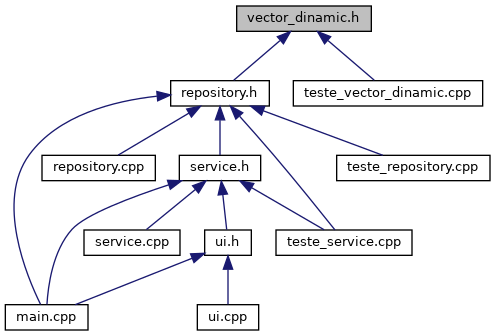 vector_dinamic.h
repository.h
teste_vector_dinamic.cpp
repository.cpp
service.h
teste_repository.cpp
service.cpp
ui.h
teste_service.cpp
main.cpp
ui.cpp